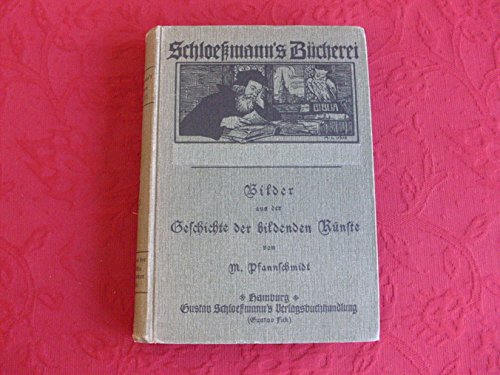 Schloeßmann's Bücherei
BIBLIA
Bilder
aus der
Geschichte der bildenden Künste
von
M. Pfannschmidt
Hamburg
Gustav Schloeßmann's Verlagsbuchhandlung
(Gustav Fick)